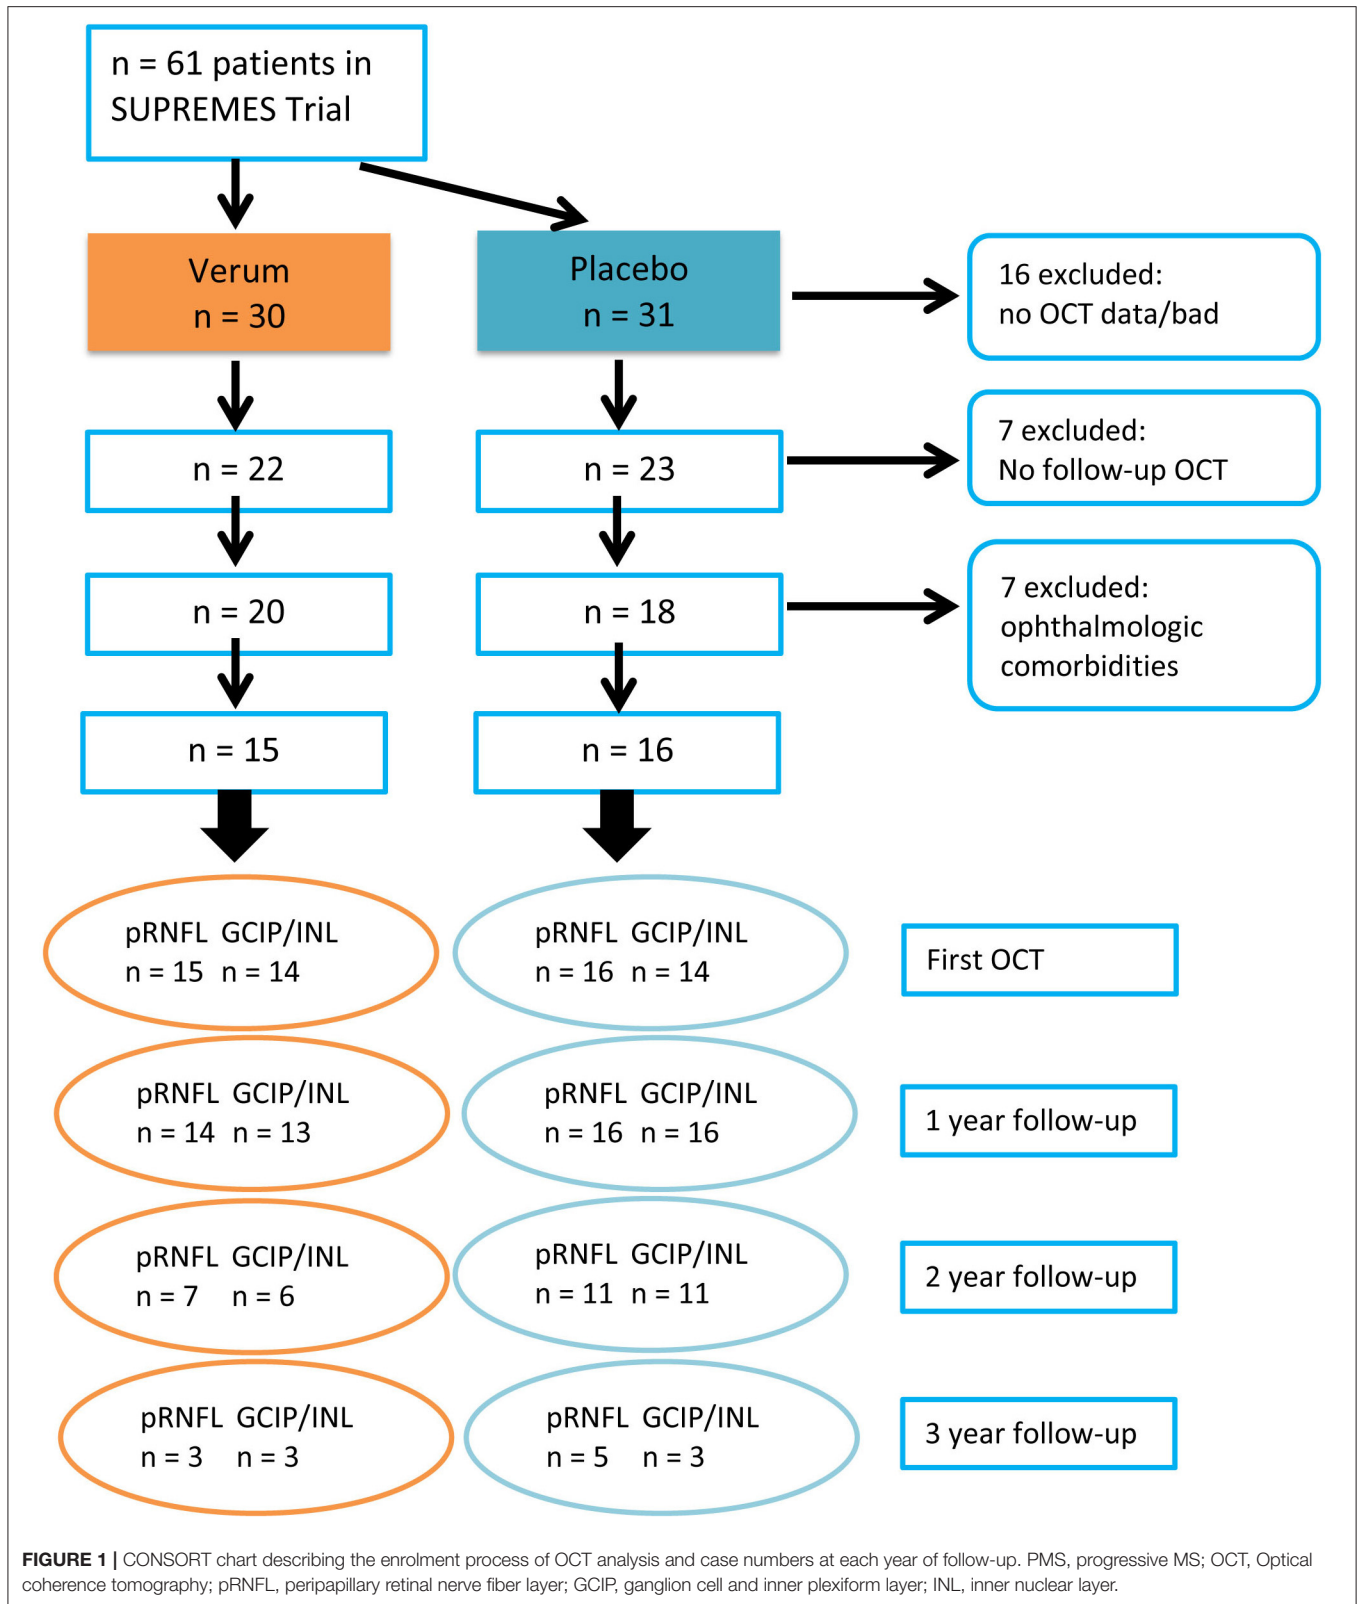 n = 61 patients in
SUPREMES Trial
Verum
n = 30
Placebo
n = 31
16 excluded:
no OCT data/bad
n = 22
n = 23
7 excluded:
No follow-up OCT
n = 20
n = 18
7 excluded:
ophthalmologic
comorbidities
n = 15
n = 16
pRNFL GCIP/INL
n = 15 n = 14
pRNFL GCIP/INL
n = 16 n = 14
First OCT
pRNFL GCIP/INL
n = 14 n = 13
pRNFL GCIP/INL
n = 16 n = 16
1 year follow-up
pRNFL GCIP/INL
n = 7 n = 6
pRNFL GCIP/INL
n = 11 n = 11
2 year follow-up
pRNFL GCIP/INL
n = 3 n = 3
pRNFL GCIP/INL
n = 5 n = 3
3 year follow-up
FIGURE 1 | CONSORT chart describing the enrolment process of OCT analysis and case numbers at each year of follow-up. PMS, progressive MS; OCT, Optical
coherence tomography; pRNFL, peripapillary retinal nerve fiber layer; GCIP, ganglion cell and inner plexiform layer; INL, inner nuclear layer.